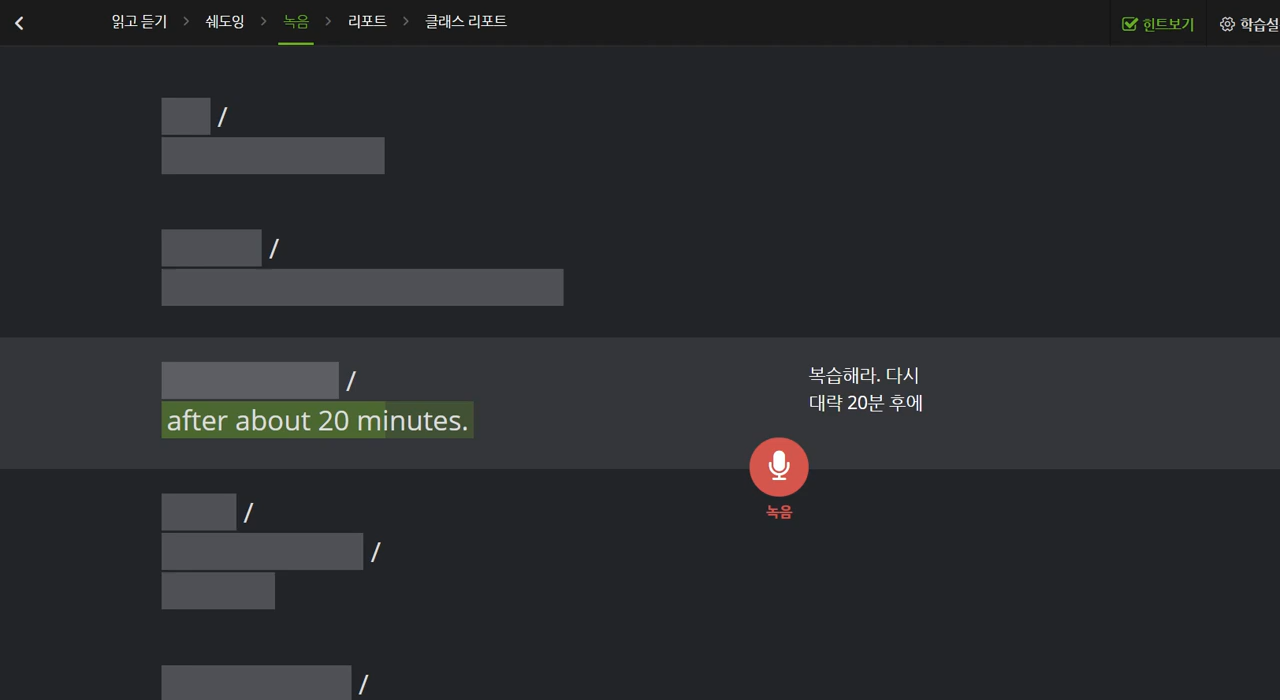 읽고 듣기 > 쉐도잉 > 녹음 > 리포트 > 클래스 리포트
힌트보기
학습설
/
/
/
after about 20 minutes.
복습해라. 다시
대략 20분 후에
녹음
/
/
/